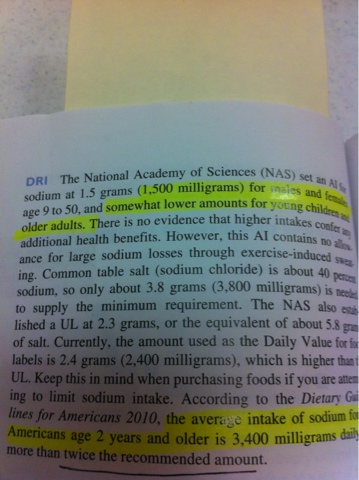 DRI The National Academy of Sciences (NAS) set an AI for
sodium at 1.5 grams (1,500 milligrams) for males and females
age 9 to 50, and somewhat lower amounts for young children and
older adults. There is no evidence that higher intakes confer any
additional health benefits. However, this AI contains no allow
ance for large sodium losses through exercise-induced sweat
ing. Common table salt (sodium chloride) is about 40 percent
sodium, so only about 3.8 grams (3,800 milligrams) is needed
to supply the minimum requirement. The NAS also estab
lished a UL at 2.3 grams, or the equivalent of about 5.8 gram
of salt. Currently, the amount used as the Daily Value for foo
labels is 2.4 grams (2,400 milligrams), which is higher than t
UL. Keep this in mind when purchasing foods if you are attem
ing to limit sodium intake. According to the Dietary Gui
lines for Americans 2010, the average intake of sodium for
Americans age 2 years and older is 3,400 milligrams daily
more than twice the recommended amount.